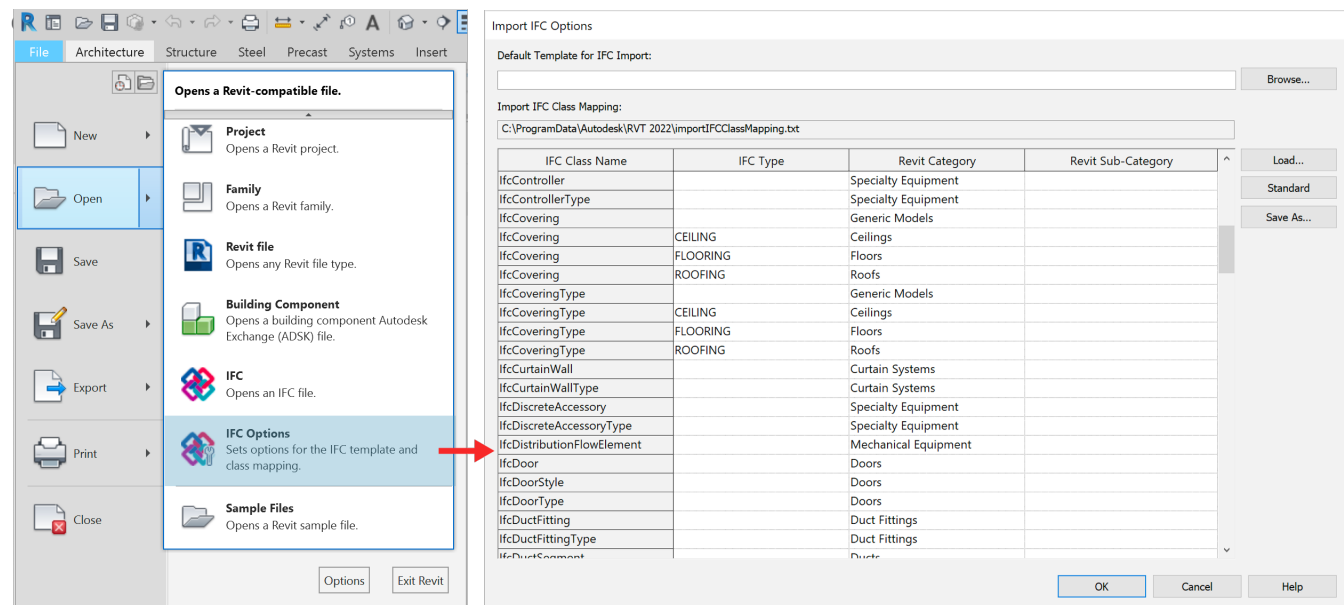 File Architecture Structure Steel Precast Systems Insert
Opens a Revit-compatible file.
New
Open
Save
Save As
Export
Print
Close
Project
Opens a Revit project.
Family
Opens a Revit family.
Revit file
Opens any Revit file type.
Building Component
Opens a building component Autodesk
Exchange (ADSK) file.
IFC
Opens an IFC file.
IFC Options
Sets options for the IFC template and
class mapping.
Sample Files
Opens a Revit sample file.
Options Exit Revit
Import IFC Options
Default Template for IFC Import:
Browse...
Import IFC Class Mapping:
C:\ProgramData\Autodesk\RVT 2022\importIFCClassMapping.txt
IFC Class Name IFC Type Revit Category Revit Sub-Category
IfcController Specialty Equipment
IfcControllerType Specialty Equipment
IfcCovering Generic Models
IfcCovering CEILING Ceilings
IfcCovering FLOORING Floors
IfcCovering ROOFING Roofs
IfcCoveringType Generic Models
IfcCoveringType CEILING Ceilings
IfcCoveringType FLOORING Floors
IfcCoveringType ROOFING Roofs
IfcCurtainWall Curtain Systems
IfcCurtainWallType Curtain Systems
IfcDiscreteAccessory Specialty Equipment
IfcDiscreteAccessoryType Specialty Equipment
IfcDistributionFlowElement Mechanical Equipment
IfcDoor Doors
IfcDoorStyle Doors
IfcDoorType Doors
IfcDuctFitting Duct Fittings
IfcDuctFittingType Duct Fittings
IfcDuctSegment Ducts
Load...
Standard
Save As...
OK Cancel Help